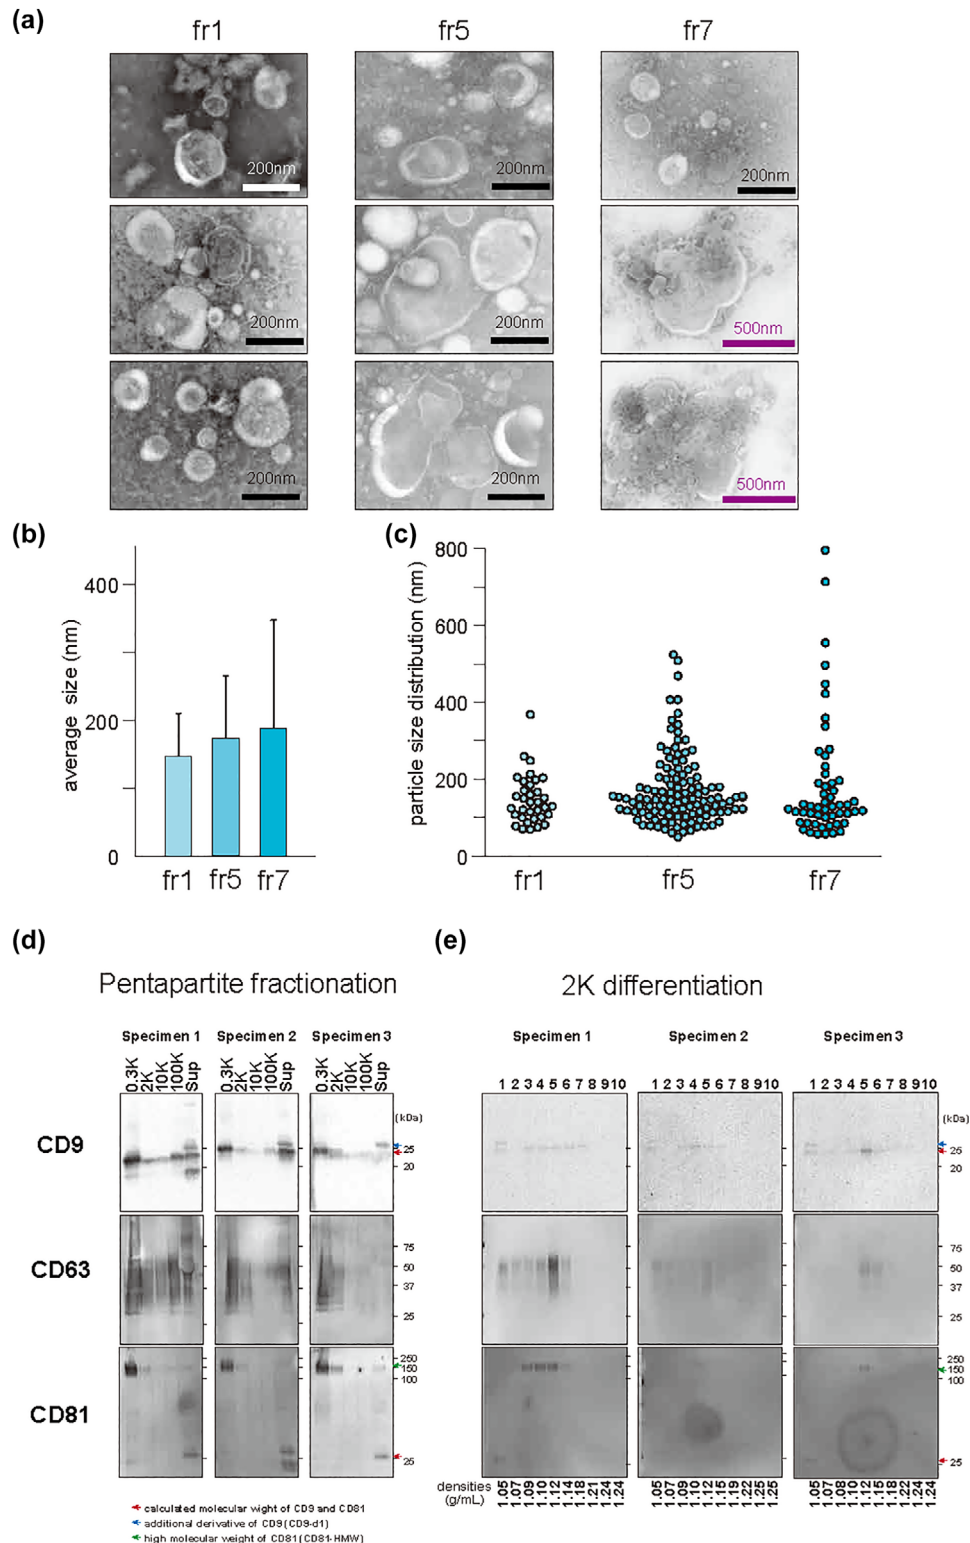 (a)
fr1 fr5 fr7
200nm 200nm 200nm
200nm 200nm 500nm
200nm 200nm 500nm
(b)
average size (nm)
400
200
0
fr1 fr5 fr7
(c)
particle size distribution (nm)
800
600
400
200
0
fr1 fr5 fr7
(d)
Pentapartite fractionation
Specimen 1 Specimen 2 Specimen 3
0.3K 2K 10K 100K Sup 0.3K 2K 10K 100K Sup 0.3K 2K 10K 100K Sup
(kDa)
CD9
25
20
CD63
75
50
37
25
CD81
250
150
100
25
calculated molecular wight of CD9 and CD81
additional derivative of CD9(CD9-d1)
high molecular weight of CD81(CD81-HMW)
(e)
2K differentiation
Specimen 1 Specimen 2 Specimen 3
1 2 3 4 5 6 7 8 9 10 1 2 3 4 5 6 7 8 9 10 1 2 3 4 5 6 7 8 9 10
(kDa)
25
20
75
50
37
25
250
150
100
25
densities
(g/mL)
1.05 1.07 1.09 1.10 1.12 1.14 1.18 1.21 1.24 1.24 1.05 1.07 1.09 1.10 1.12 1.15 1.19 1.22 1.25 1.25 1.05 1.07 1.08 1.10 1.12 1.15 1.18 1.22 1.24 1.24